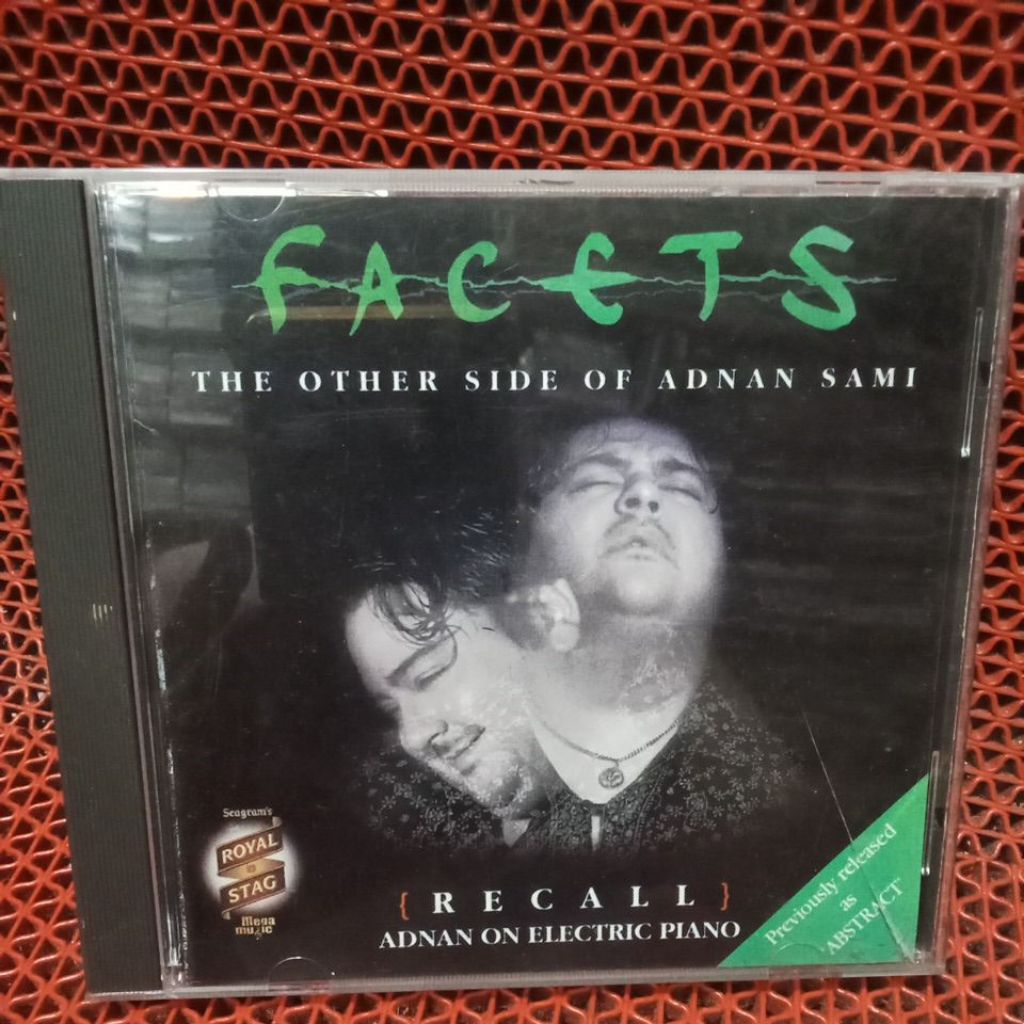 FACETS
THE OTHER SIDE OF ADNAN SAMI
Seagram's
ROYAL
STAG
Mega
music
{ RECALL }
ADNAN ON ELECTRIC PIANO
Previously released
as
'ABSTRACT'